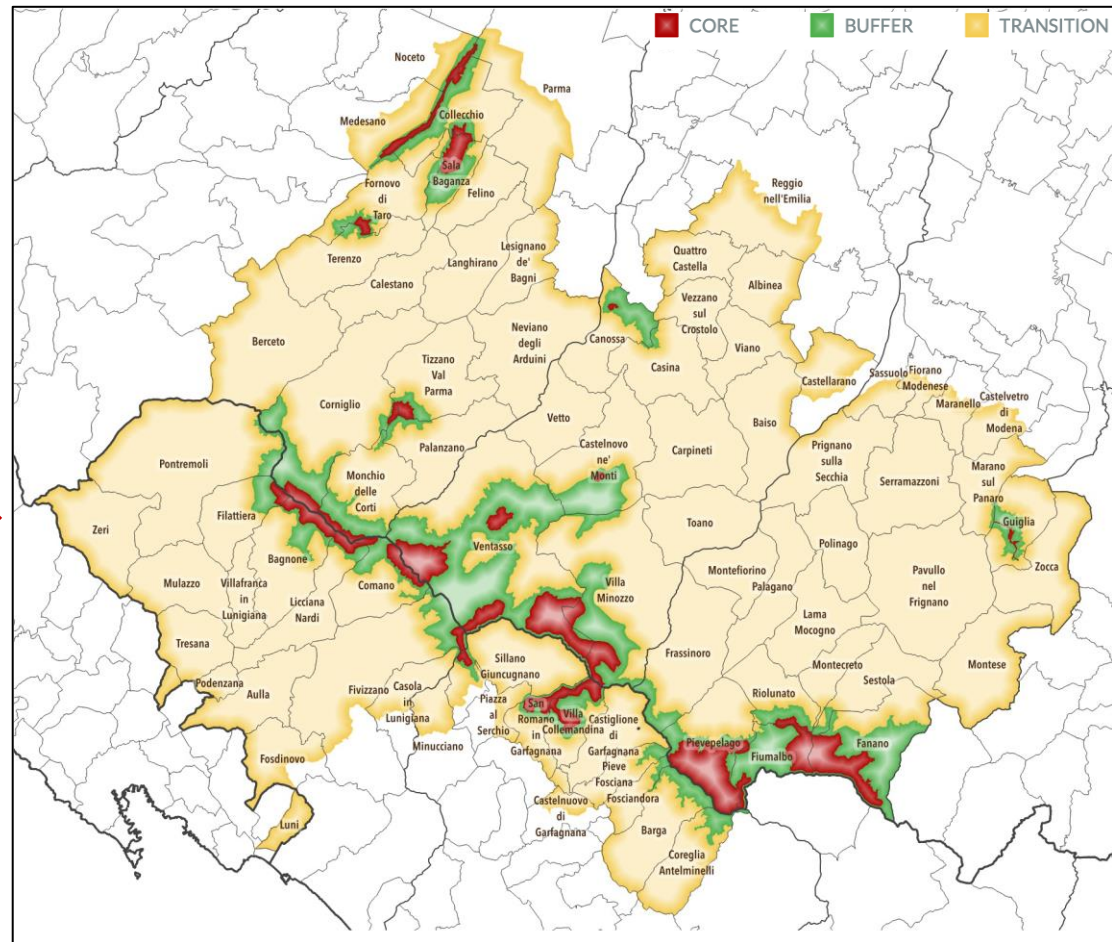 CORE
BUFFER
TRANSITION
Noceto
Parma
Medesano
Collecchio
Sala
Baganza
Felino
Fornovo
di
Taro
Terenzo
Calestano
Langhirano
Lesignano
de'
Bagni
Reggio
nell'Emilia
Quattro
Castella
Albinea
Vezzano
sul
Crostolo
Canossa
Casina
Viano
Castellarano
Sassuolo
Fiorano
Modenese
Maranello
Castelvetro
di
Modena
Berceto
Neviano
degli
Arduini
Tizzano
Val
Parma
Corniglio
Palanzano
Vetto
Castelnovo
ne'
Monti
Carpineti
Baiso
Prignano
sulla
Secchia
Serramazzoni
Marano
sul
Panaro
Guiglia
Zocca
Pontremoli
Monchio
delle
Corti
Zeri
Filattiera
Bagnone
Comano
Ventasso
Toano
Polinago
Mulazzo
Villafranca
in
Lunigiana
Licciana
Nardi
Villa
Minozzo
Montefiorino
Palagano
Pavullo
nel
Frignano
Lama
Mocogno
Tresana
Podenzana
Aulla
Fivizzano
Casola
in
Lunigiana
Sillano
Giuncugnano
Frassinoro
Montecreto
Sestola
Riolunato
Montese
Minucciano
Piazza
al
Serchio
San
Romano
in
Garfagnana
Villa
Collemandina
Castiglione
di
Garfagnana
Pieve
Fosciana
Fosciandora
Castelnuovo
di
Garfagnana
Pievepelago
Fiumalbo
Fanano
Fosdinovo
Luni
Barga
Coreglia
Antelminelli